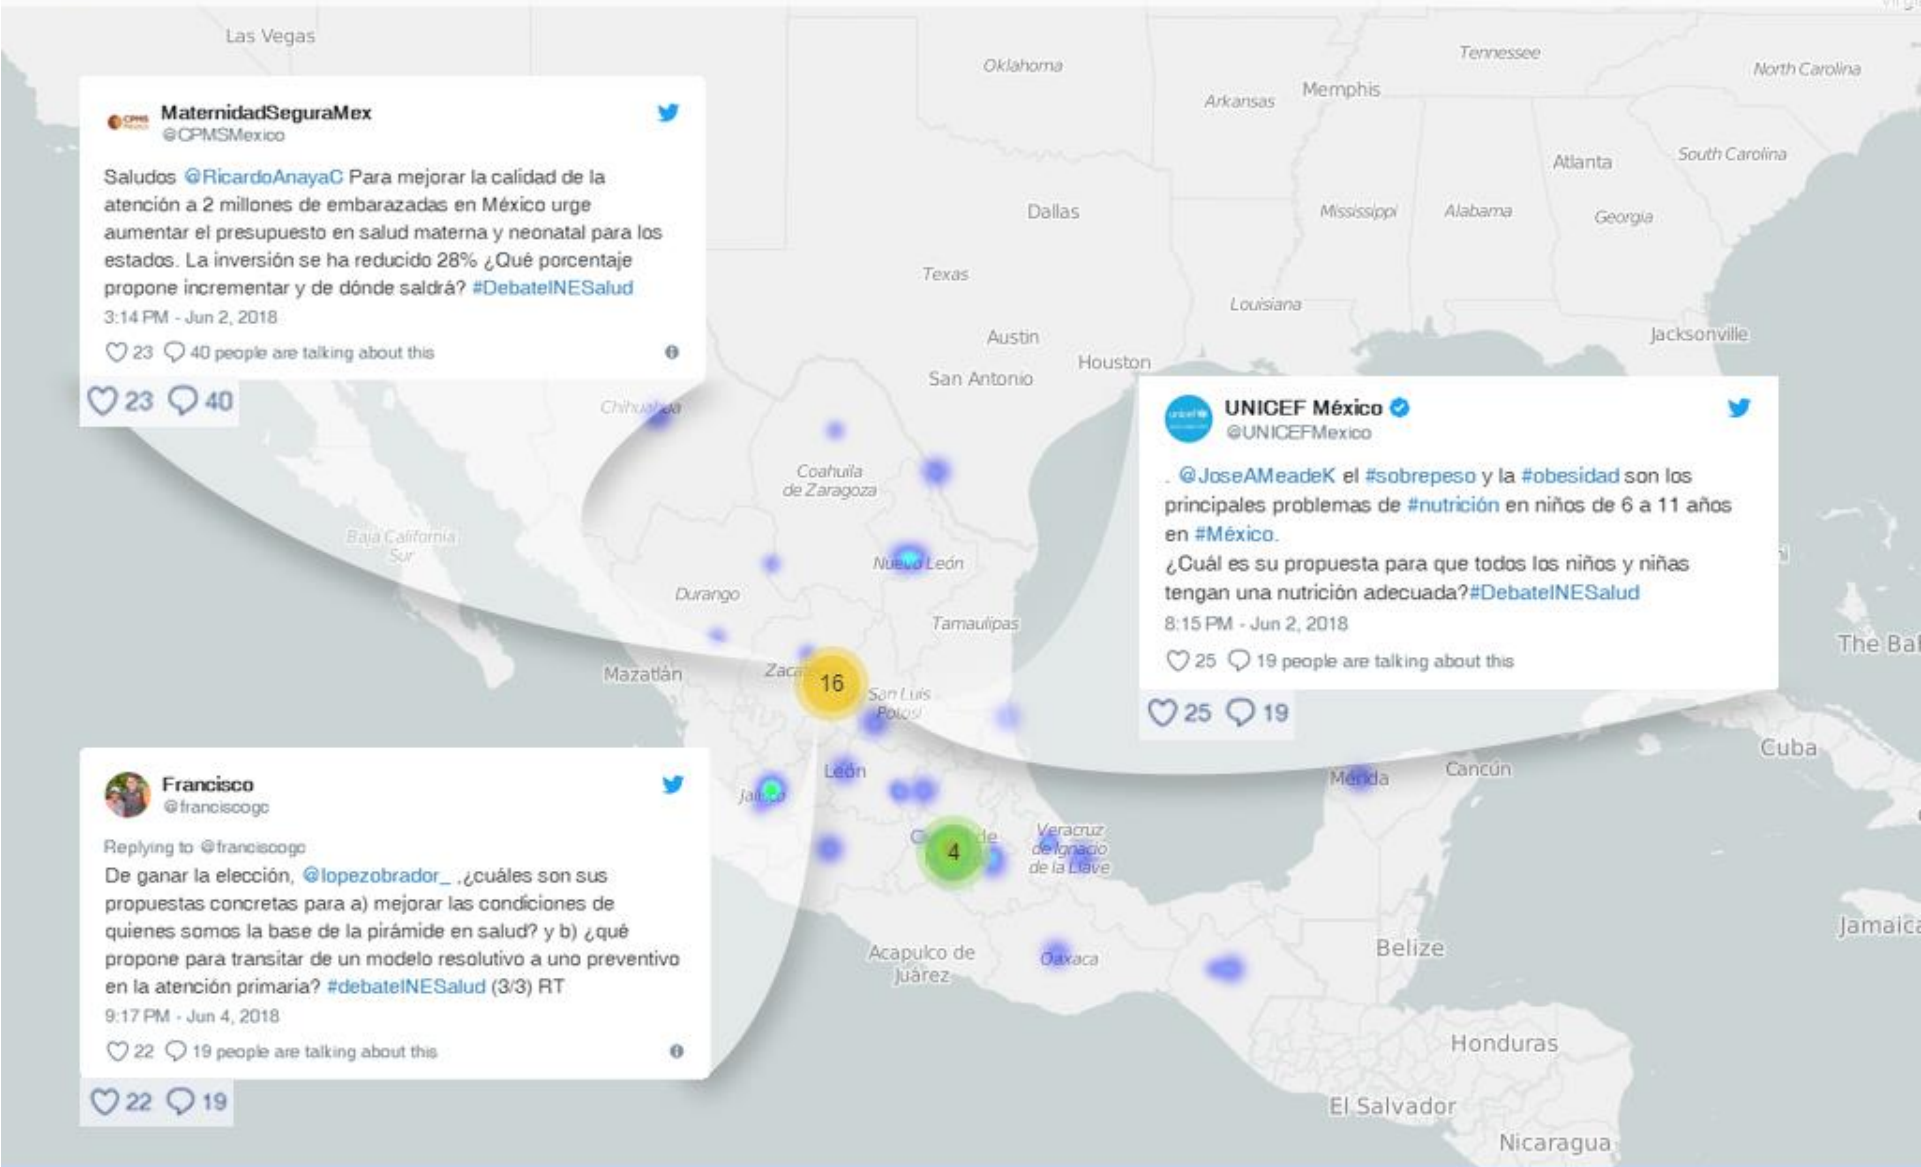 Las Vegas
Oklahoma
Tennessee
North Carolina
Memphis
Arkansas
Atlanta
South Carolina
Dallas
Mississippi
Alabama
Georgia
Texas
Louisiana
Austin
Jacksonville
Houston
San Antonio
MaternidadSeguraMex
@CPMSMexico
Saludos @RicardoAnayaC Para mejorar la calidad de la
atención a 2 millones de embarazadas en México urge
aumentar el presupuesto en salud materna y neonatal para los
estados. La inversión se ha reducido 28% ¿Qué porcentaje
propone incrementar y de dónde saldrá? #DebateINESalud
3:14 PM - Jun 2, 2018
23 40 people are talking about this
23 40
UNICEF México
@UNICEFMexico
. @JoseAMeadeK el #sobrepeso y la #obesidad son los
principales problemas de #nutrición en niños de 6 a 11 años
en #México.
¿Cuál es su propuesta para que todos los niños y niñas
tengan una nutrición adecuada?#DebateINESalud
8:15 PM - Jun 2, 2018
25 19 people are talking about this
25 19
Chihuahua
Coahuila
de Zaragoza
Baja California
Sur
Nuevo León
Durango
Tamaulipas
The Bah
Mazatlán
Zaca
16
San Luis
Potosí
Cuba
León
Mérida
Cancún
Jalisco
4
de
Veracruz
de Ignacio
de la Llave
Jamaica
Acapulco de
Juárez
Oaxaca
Belize
Honduras
El Salvador
Nicaragua
Francisco
@franciscogc
Replying to @franciscogc
De ganar la elección, @lopezobrador_ ,¿cuáles son sus
propuestas concretas para a) mejorar las condiciones de
quienes somos la base de la pirámide en salud? y b) ¿qué
propone para transitar de un modelo resolutivo a uno preventivo
en la atención primaria? #debateINESalud (3/3) RT
9:17 PM - Jun 4, 2018
22 19 people are talking about this
22 19